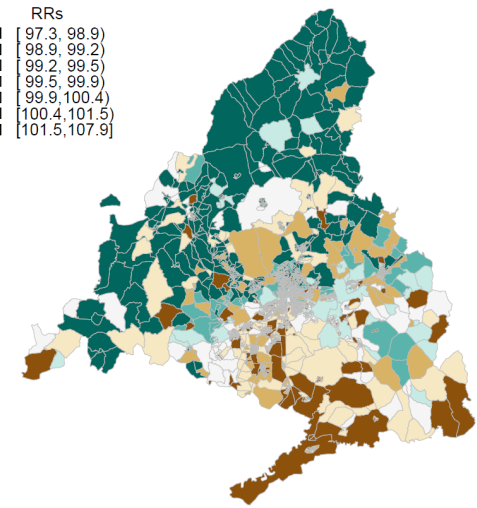 RRs
[ 97.3, 98.9)
[ 98.9, 99.2)
[ 99.2, 99.5)
[ 99.5, 99.9)
[ 99.9,100.4)
[100.4,101.5)
[101.5,107.9]